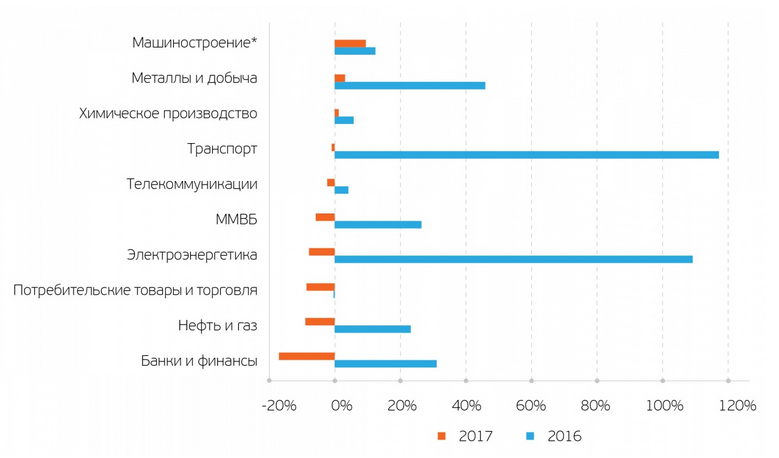 Машиностроение*
Металлы и добыча
Химическое производство
Транспорт
Телекоммуникации
ММВБ
Электроэнергетика
Потребительские товары и торговля
Нефть и газ
Банки и финансы
-20% 0% 20% 40% 60% 80% 100% 120%
2017 2016